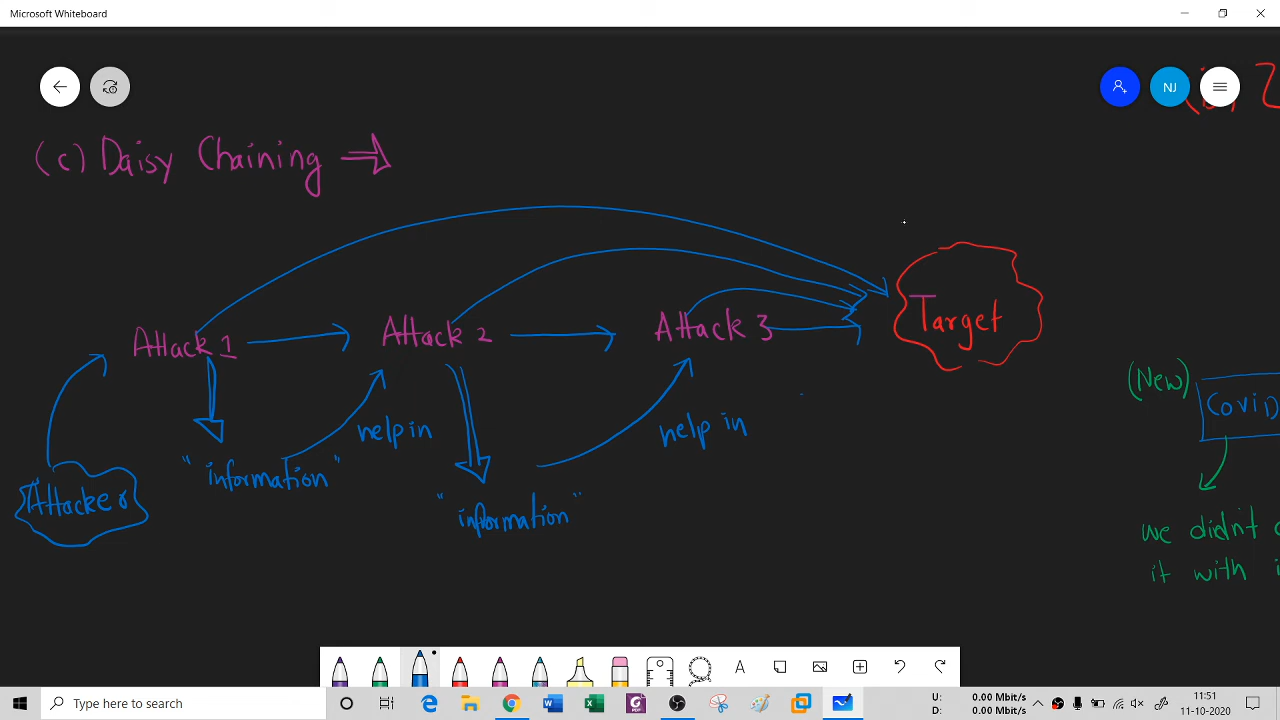 Microsoft Whiteboard
NJ
(c) Daisy Chaining ⇒
Attack 1
Attack 2
Attack 3
Target
help in
help in
"information"
"information"
Attacker
(New)
Covid
we didn't
it with
A
Type here to search
U: 0.00 Mbit/s
D: 0.00 Mbit/s
11:51
11-10-2020